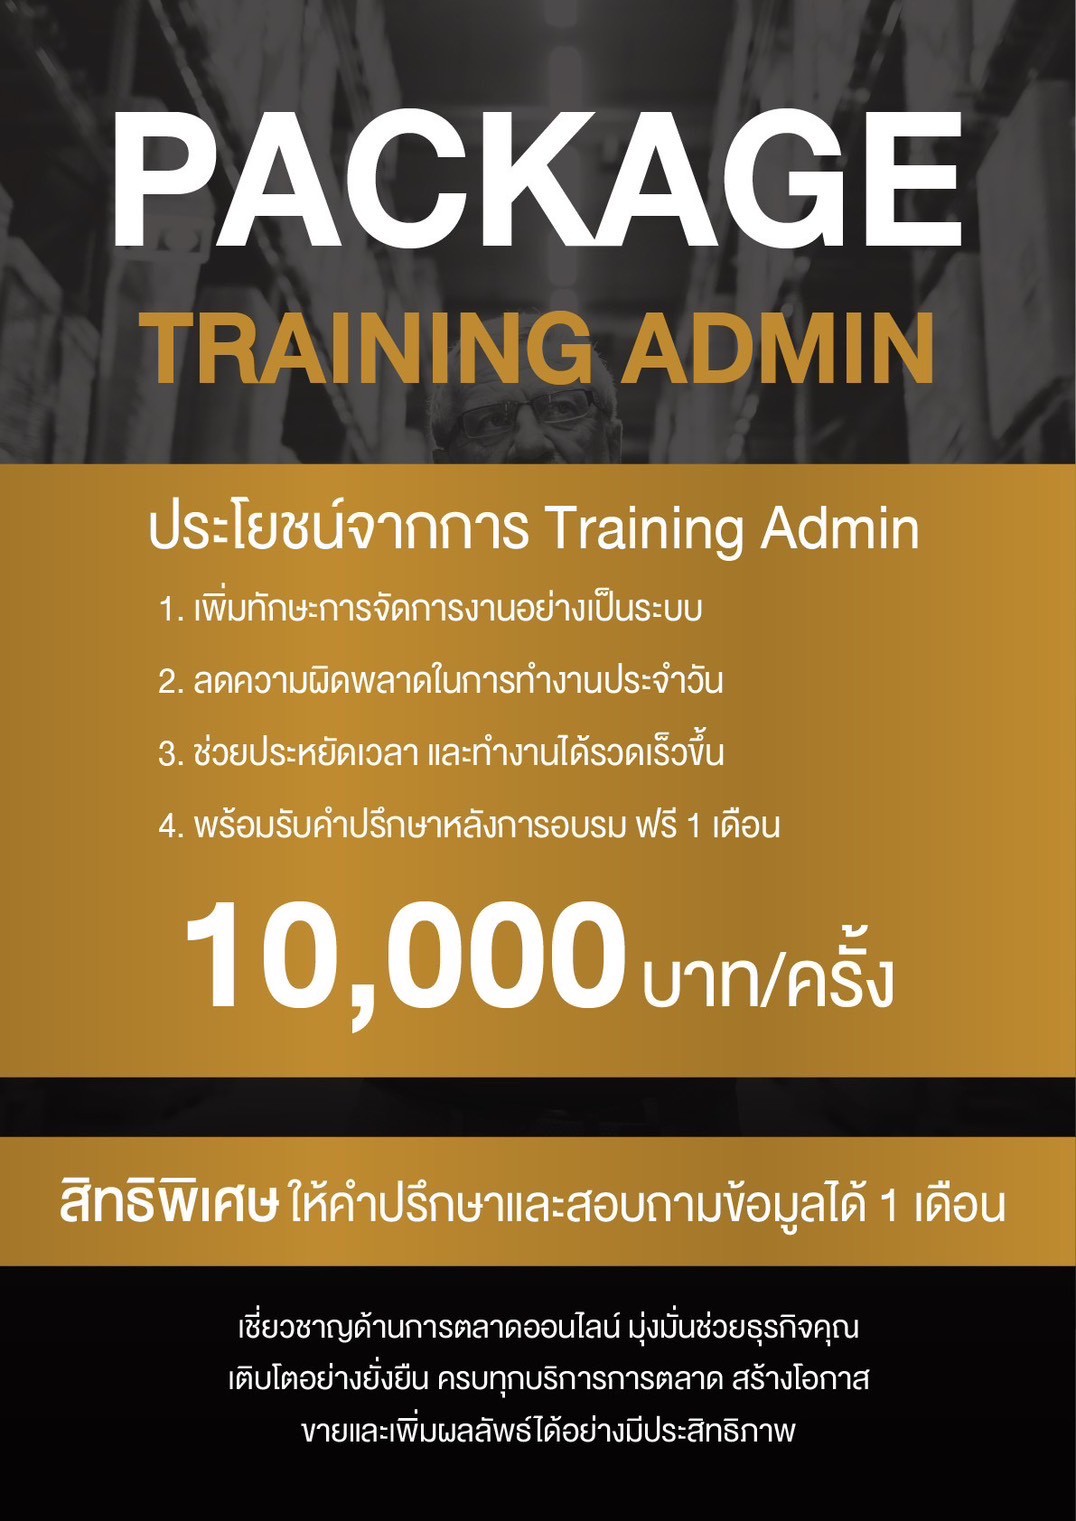 PACKAGE
TRAINING ADMIN
ประโยชน์จากการ Training Admin
1. เพิ่มทักษะการจัดการงานอย่างเป็นระบบ
2. ลดความผิดพลาดในการทำงานประจำวัน
3. ช่วยประหยัดเวลา และทำงานได้รวดเร็วขึ้น
4. พร้อมรับคำปรึกษาหลังการอบรม ฟรี 1 เดือน
10,000 บาท/ครั้ง
สิทธิพิเศษ ให้คำปรึกษาและสอบถามข้อมูลได้ 1 เดือน
เชี่ยวชาญด้านการตลาดออนไลน์ มุ่งมั่นช่วยธุรกิจคุณ
เติบโตอย่างยั่งยืน ครบทุกบริการการตลาด สร้างโอกาส
ขายและเพิ่มผลลัพธ์ได้อย่างมีประสิทธิภาพ